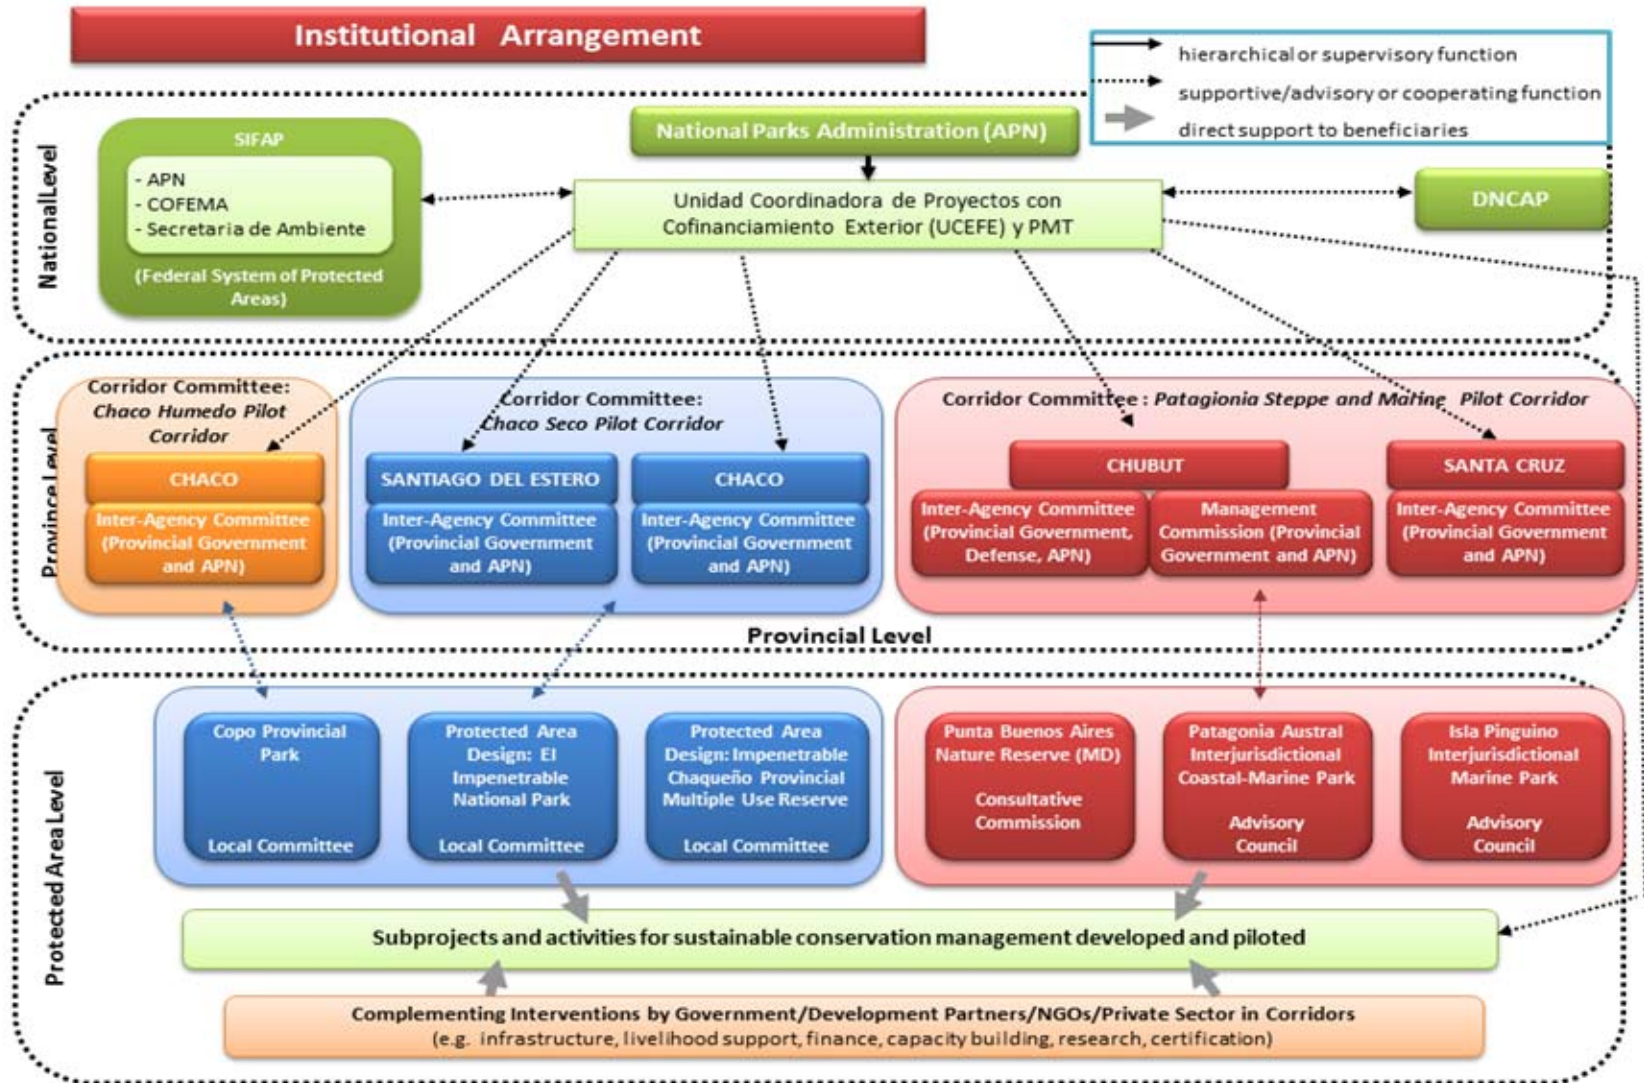 Institutional Arrangement
hierarchical or supervisory function
supportive/advisory or cooperating function
direct support to beneficiaries
NationalLevel
SIFAP
- APN
- COFEMA
- Secretaria de Ambiente
(Federal System of Protected
Areas)
National Parks Administration (APN)
Unidad Coordinadora de Proyectos con
Cofinanciamiento Exterior (UCEFE) y PMT
DNCAP
Province Level
Corridor Committee:
Chaco Humedo Pilot
Corridor
CHACO
Inter-Agency Committee
(Provincial Government
and APN)
Corridor Committee:
Chaco Seco Pilot Corridor
SANTIAGO DEL ESTERO
Inter-Agency Committee
(Provincial Government
and APN)
CHACO
Inter-Agency Committee
(Provincial Government
and APN)
Corridor Committee : Patagionia Steppe and Marine Pilot Corridor
CHUBUT
Inter-Agency Committee
(Provincial Government,
Defense, APN)
Management
Commission (Provincial
Government and APN)
SANTA CRUZ
Inter-Agency Committee
(Provincial Government
and APN)
Provincial Level
Protected AreaLevel
Copo Provincial
Park
Local Committee
Protected Area
Design: El
Impenetrable
National Park
Local Committee
Protected Area
Design: Impenetrable
Chaqueño Provincial
Multiple Use Reserve
Local Committee
Punta Buenos Aires
Nature Reserve (MD)
Consultative
Commission
Patagonia Austral
Interjurisdictional
Coastal-Marine Park
Advisory
Council
Isla Pinguino
Interjurisdictional
Marine Park
Advisory
Council
Subprojects and activities for sustainable conservation management developed and piloted
Complementing Interventions by Government/Development Partners/NGOs/Private Sector in Corridors
(e.g. infrastructure, livelihood support, finance, capacity building, research, certification)